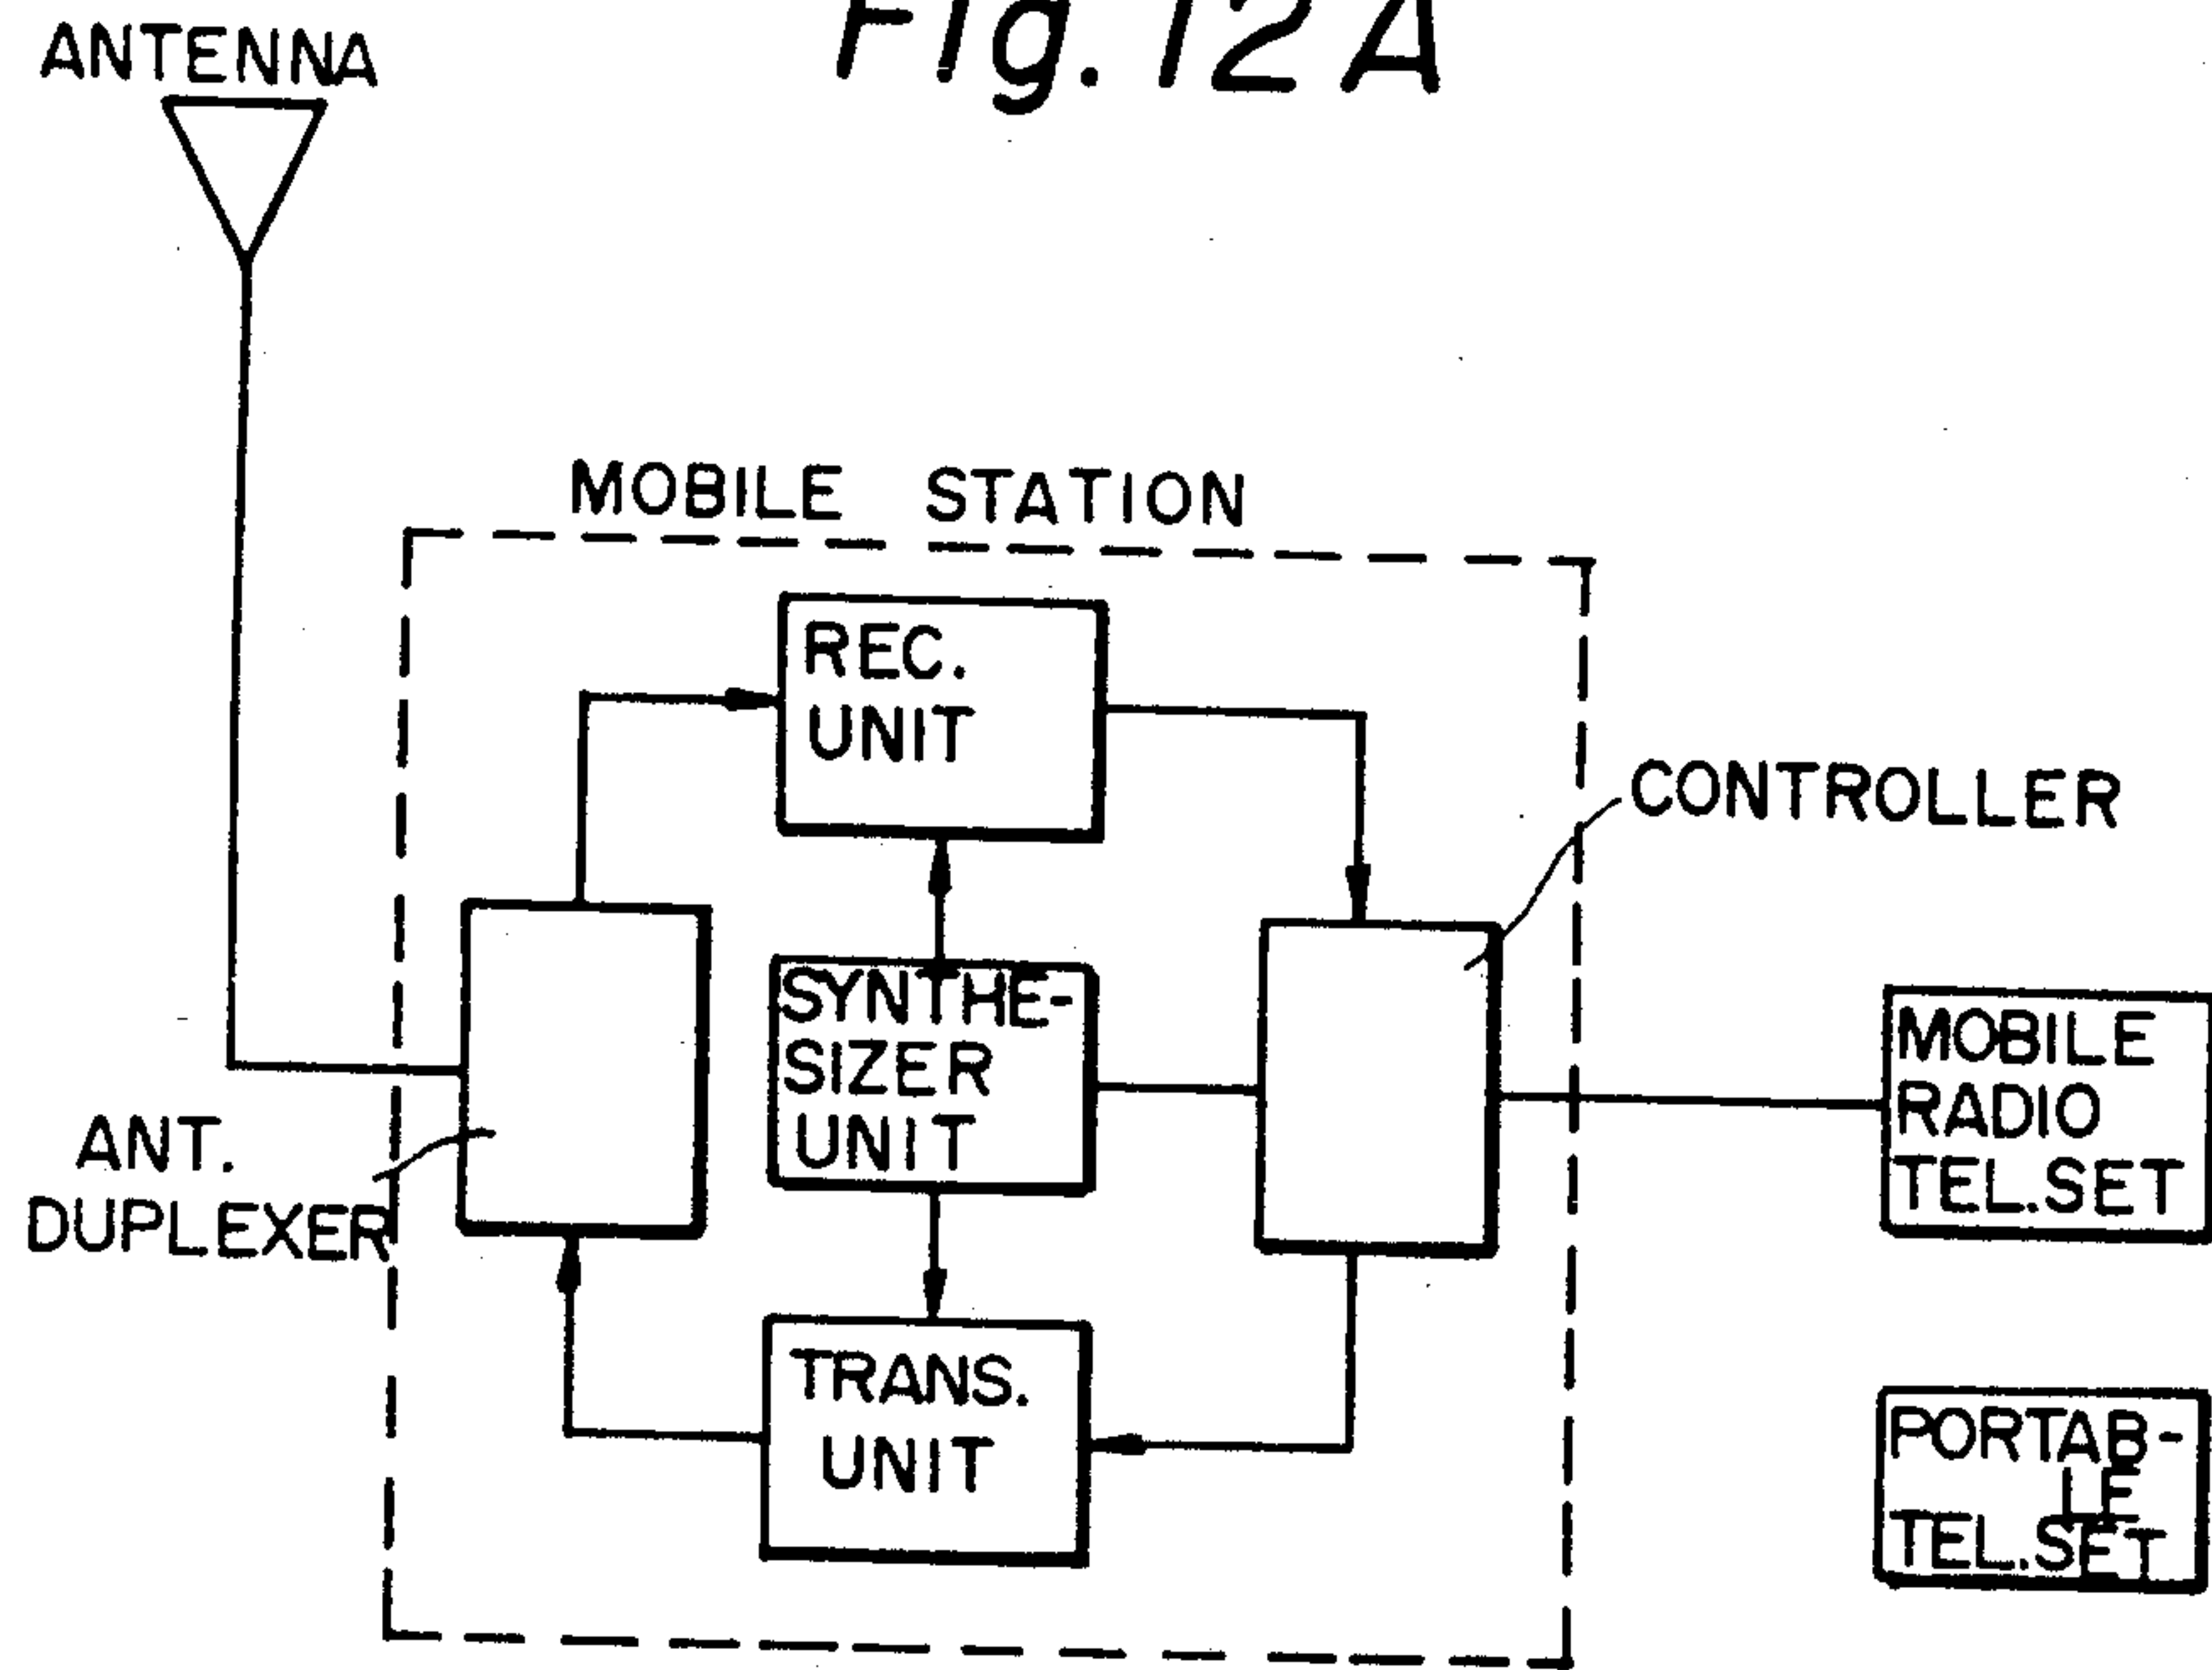 Fig. 12A
ANTENNA
MOBILE STATION
REC.
UNIT
CONTROLLER
SYNTHE-
SIZER
UNIT
MOBILE
RADIO
TEL. SET
ANT.
DUPLEXER
TRANS.
UNIT
PORTAB-
LE
TEL. SET